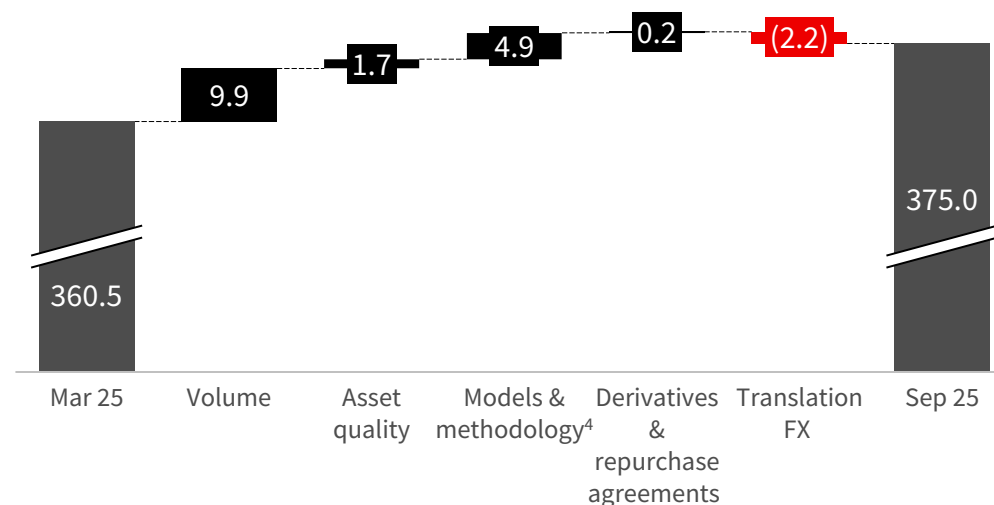 9.9
1.7
4.9
0.2
(2.2)
360.5
375.0
Mar 25
Volume
Asset
quality
Models &
methodology⁴
Derivatives
&
repurchase
agreements
Translation
FX
Sep 25